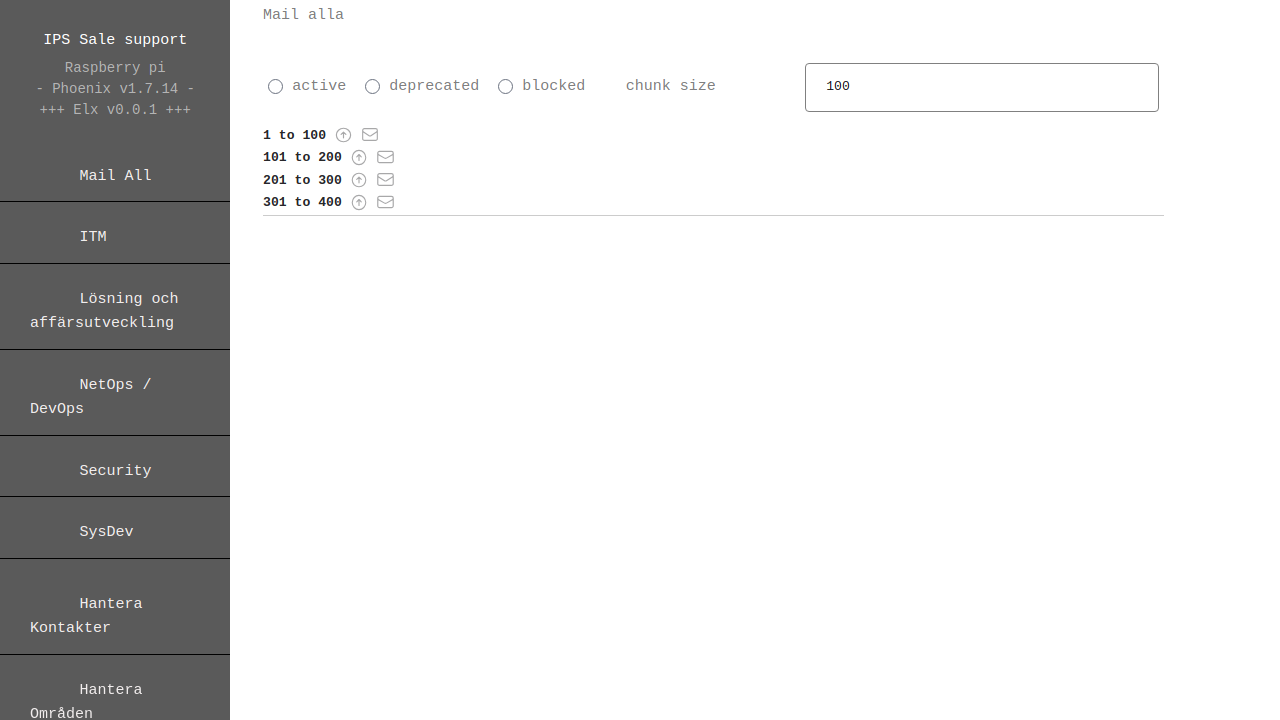 IPS Sale support
Raspberry pi
- Phoenix v1.7.14 -
+++ Elx v0.0.1 +++
Mail All
ITM
Lösning och
affärsutveckling
NetOps /
DevOps
Security
SysDev
Hantera
Kontakter
Hantera
Områden
Mail alla
active deprecated blocked chunk size 100
1 to 100
101 to 200
201 to 300
301 to 400